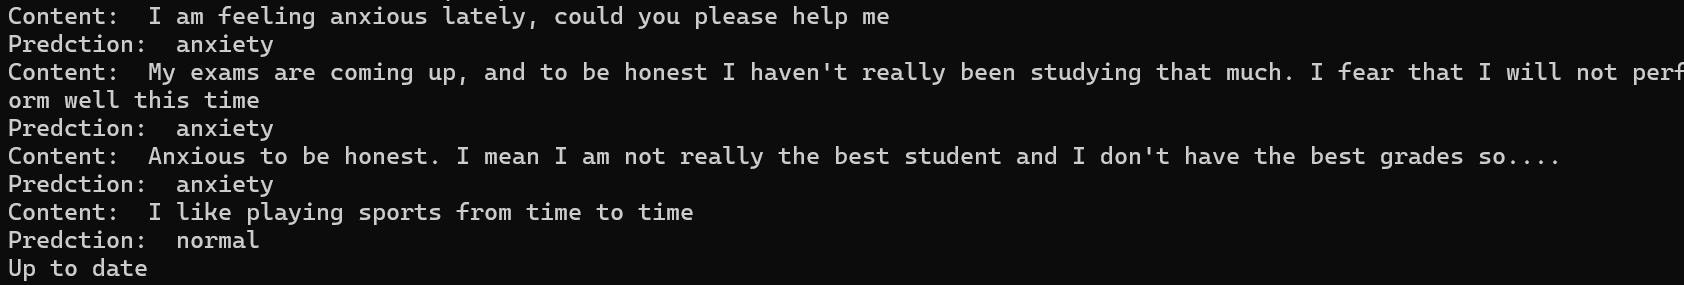 Content:  I am feeling anxious lately, could you please help me
Predction:  anxiety
Content:  My exams are coming up, and to be honest I haven't really been studying that much. I fear that I will not perf
orm well this time
Predction:  anxiety
Content:  Anxious to be honest. I mean I am not really the best student and I don't have the best grades so....
Predction:  anxiety
Content:  I like playing sports from time to time
Predction:  normal
Up to date